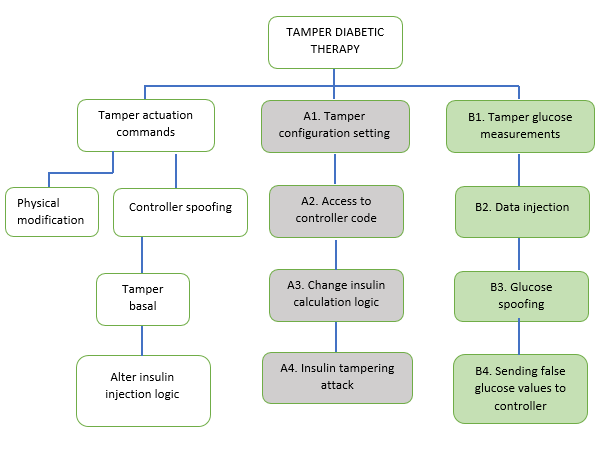 TAMPER DIABETIC
THERAPY
Tamper actuation
commands
A1. Tamper
configuration setting
B1. Tamper glucose
measurements
Physical
modification
Controller spoofing
A2. Access to
controller code
B2. Data injection
Tamper
basal
A3. Change insulin
calculation logic
B3. Glucose
spoofing
Alter insulin
injection logic
A4. Insulin tampering
attack
B4. Sending false
glucose values to
controller